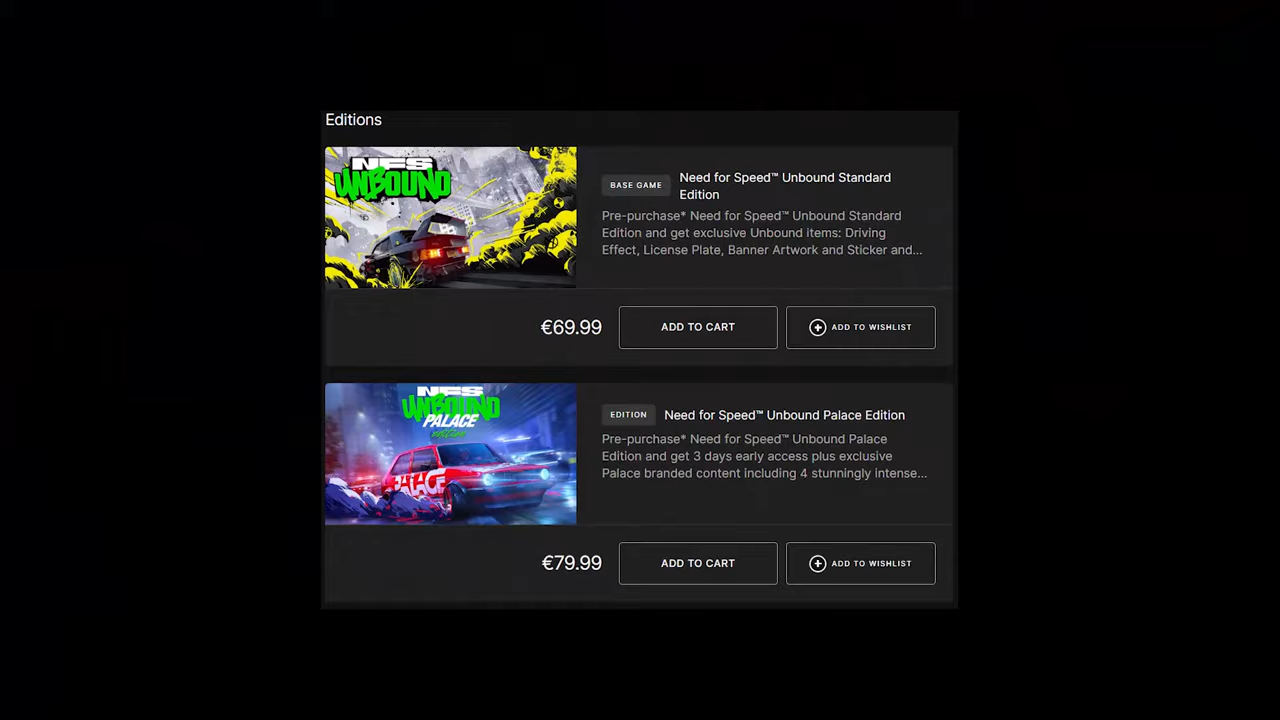 Editions
NFS
UNBOUND
BASE GAME
Need for Speed™ Unbound Standard
Edition
Pre-purchase* Need for Speed™ Unbound Standard
Edition and get exclusive Unbound items: Driving
Effect, License Plate, Banner Artwork and Sticker and...
€69.99
ADD TO CART
ADD TO WISHLIST
NFS
UNBOUND
PALACE
edition
PALACE
EDITION
Need for Speed™ Unbound Palace Edition
Pre-purchase* Need for Speed™ Unbound Palace
Edition and get 3 days early access plus exclusive
Palace branded content including 4 stunningly intense...
€79.99
ADD TO CART
ADD TO WISHLIST